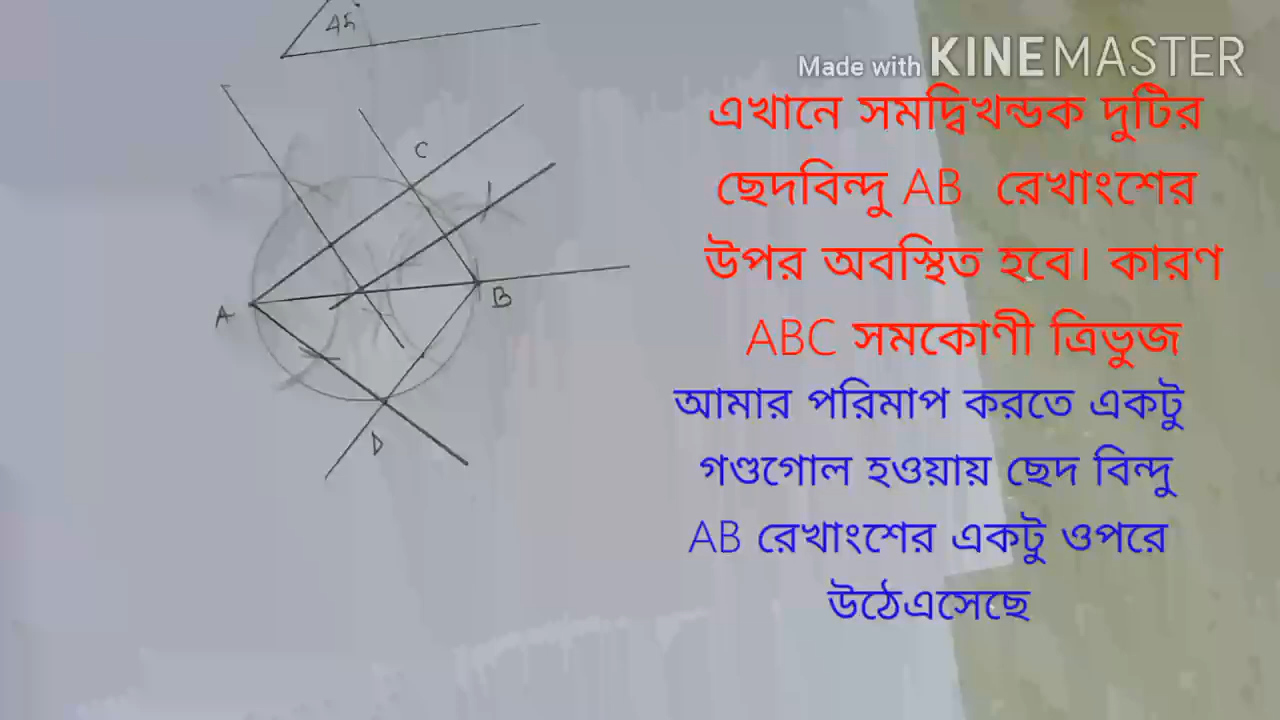 45
Made with KINEMASTER
এখানে সমদ্বিখন্ডক দুটির
ছেদবিন্দু AB রেখাংশের
উপর অবস্থিত হবে। কারণ
ABC সমকোণী ত্রিভুজ
আমার পরিমাপ করতে একটু
গণ্ডগোল হওয়ায় ছেদ বিন্দু
AB রেখাংশের একটু ওপরে
উঠেএসেছে
C
A
B
D